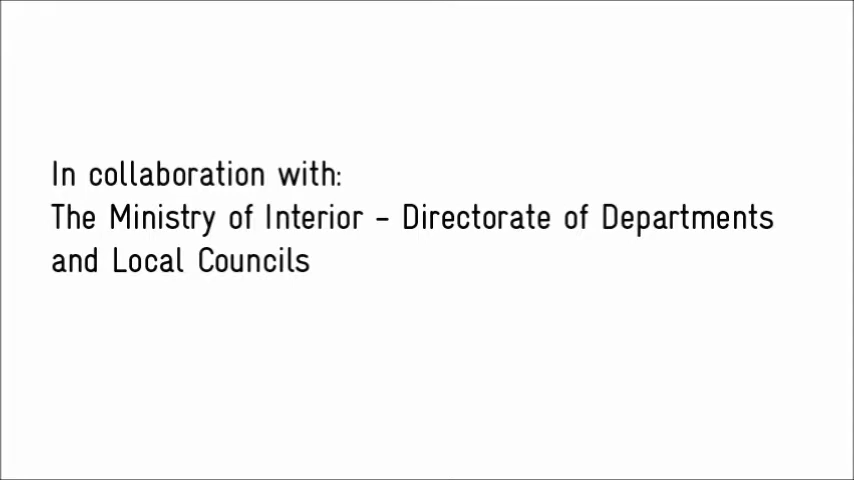 In collaboration with:
The Ministry of Interior - Directorate of Departments
and Local Councils